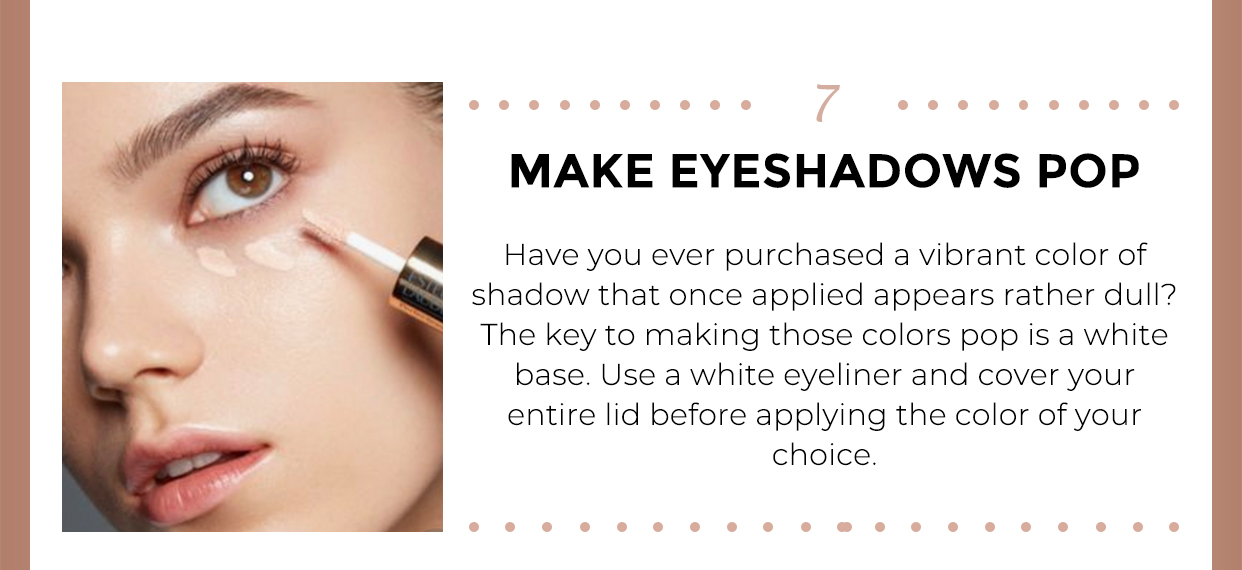 7
MAKE EYESHADOWS POP
Have you ever purchased a vibrant color of
shadow that once applied appears rather dull?
The key to making those colors pop is a white
base. Use a white eyeliner and cover your
entire lid before applying the color of your
choice.